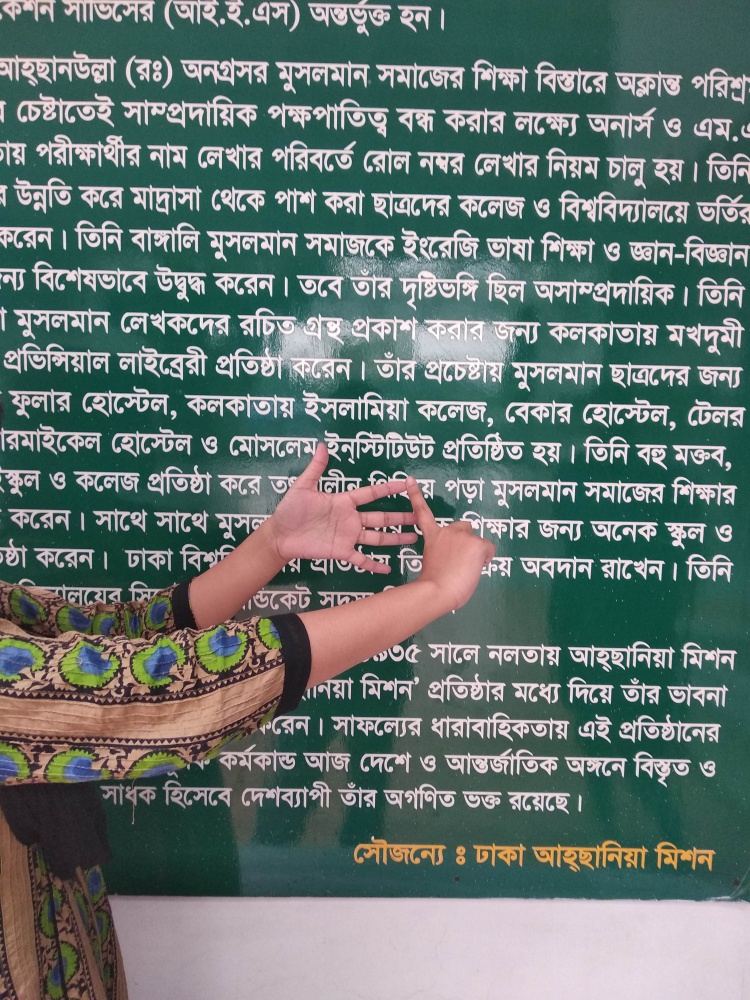 সার্ভিসের (আই.ই.এস) অন্তর্ভুক্ত হন।
আহ্ছানউল্লা (রঃ) অনগ্রসর মুসলমান সমাজের শিক্ষা বিস্তারে অক্লান্ত
চেষ্টাতেই সাম্প্রদায়িক পক্ষপাতিত্ব বন্ধ করার লক্ষ্যে অনার্স ও এম.
পরীক্ষার্থীর নাম লেখার পরিবর্তে রোল নম্বর লেখার নিয়ম চালু হয়। তিনি
উন্নতি করে মাদ্রাসা থেকে পাশ করা ছাত্রদের কলেজ ও বিশ্ববিদ্যালয়ে ভর্তির
করেন। তিনি বাঙ্গালি মুসলমান সমাজকে ইংরেজি ভাষা শিক্ষা ও জ্ঞান-বিজ্ঞান
বিশেষভাবে উদ্বুদ্ধ করেন। তবে তাঁর দৃষ্টিভঙ্গি ছিল অসাম্প্রদায়িক। তিনি
মুসলমান লেখকদের রচিত গ্রন্থ প্রকাশ করার জন্য কলকাতায় মখদুমী
প্রভিন্সিয়াল লাইব্রেরী প্রতিষ্ঠা করেন। তাঁর প্রচেষ্টায় মুসলমান ছাত্রদের জন্য
ফুলার হোস্টেল, কলকাতায় ইসলামিয়া কলেজ, বেকার হোস্টেল, টেলর
হোস্টেল ও মোসলেম ইন্‌স্টিটিউট প্রতিষ্ঠিত হয়। তিনি বহু মক্তব,
ও কলেজ প্রতিষ্ঠা করে পড়া মুসলমান সমাজের শিক্ষার
করেন। সাথে সাথে শিক্ষার জন্য অনেক স্কুল ও
করেন। ঢাকা অবদান রাখেন। তিনি
সালে নলতায় আহ্ছানিয়া মিশন
মিশন’ প্রতিষ্ঠার মধ্যে দিয়ে তাঁর ভাবনা
করেন। সাফল্যের ধারাবাহিকতায় এই প্রতিষ্ঠানের
কর্মকান্ড আজ দেশে ও আন্তর্জাতিক অঙ্গনে বিস্তৃত ও
সাধক হিসেবে দেশব্যাপী তাঁর অগণিত ভক্ত রয়েছে।
সৌজন্যে ঃ ঢাকা আহ্ছানিয়া মিশন